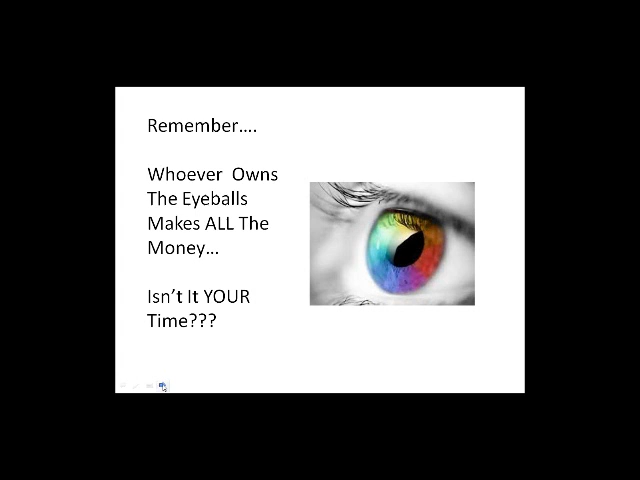 Remember....
Whoever  Owns
The Eyeballs
Makes ALL The
Money...
Isn't It YOUR
Time???